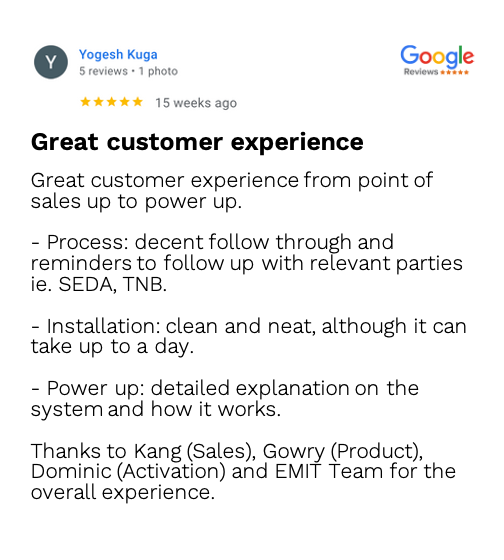 Y
Yogesh Kuga
5 reviews • 1 photo
Google
Reviews ★★★★★
★★★★★ 15 weeks ago
Great customer experience
Great customer experience from point of
sales up to power up.
- Process: decent follow through and
reminders to follow up with relevant parties
ie. SEDA, TNB.
- Installation: clean and neat, although it can
take up to a day.
- Power up: detailed explanation on the
system and how it works.
Thanks to Kang (Sales), Gowry (Product),
Dominic (Activation) and EMIT Team for the
overall experience.